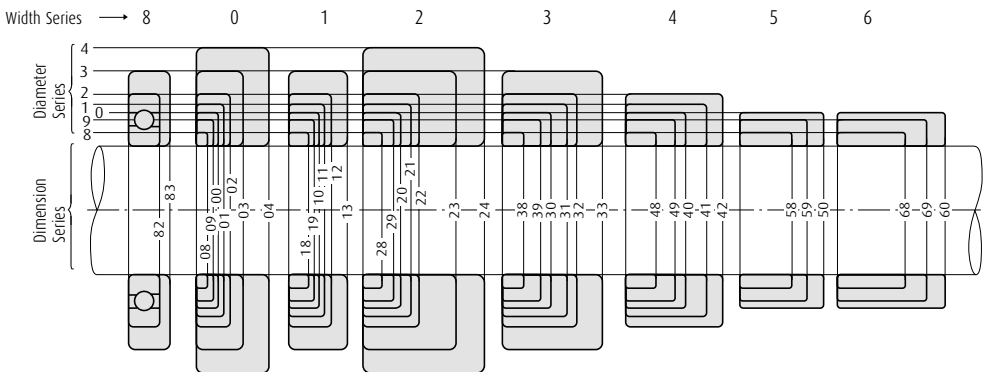 Width Series → 8 0 1 2 3 4 5 6
Diameter Series
4
3
2
1
0
9
8
Dimension Series
82 83
08 09 00 01 02 03 04
18 19 10 11 12 13
28 29 20 21 22 23 24
38 39 30 31 32 33
48 49 40 41 42
58 59 50
68 69 60